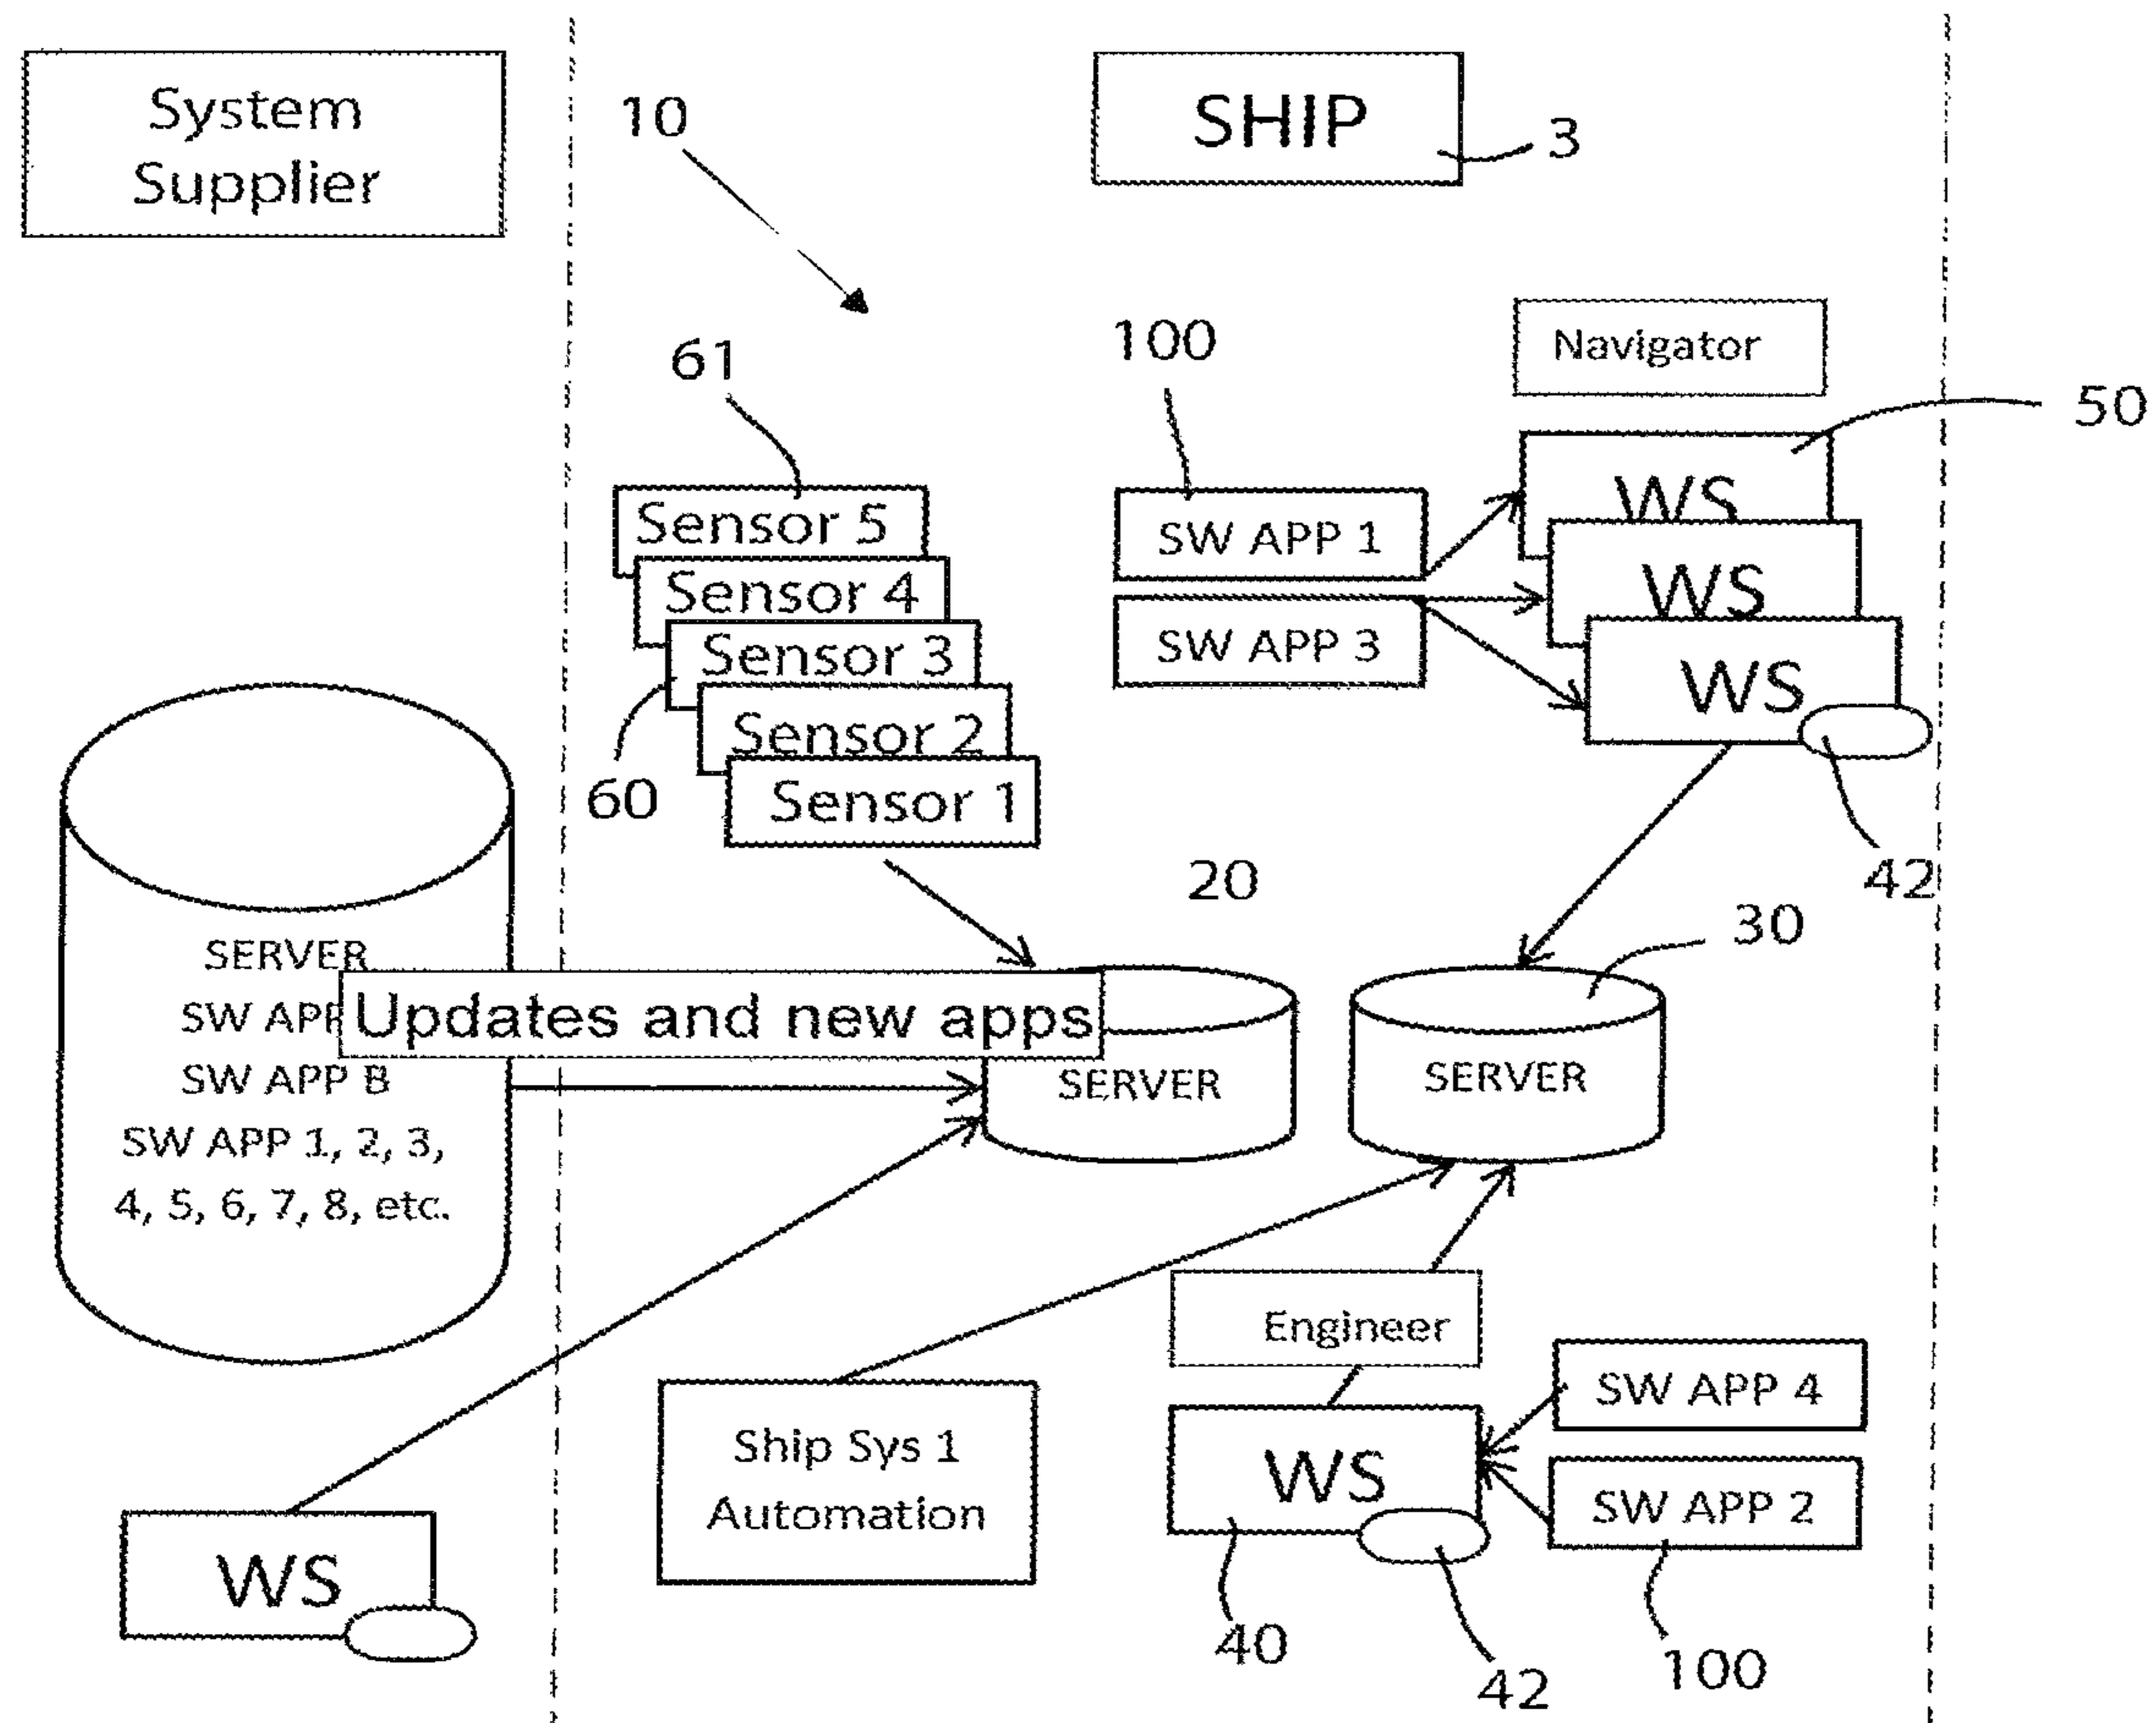 System
Supplier
10
SHIP
3
Navigator
100
61
50
Sensor 5
Sensor 4
Sensor 3
Sensor 2
Sensor 1
60
SW APP 1
SW APP 3
WS
WS
WS
42
20
30
SERVER
SW APP
Updates and new apps
SW APP B
SW APP 1, 2, 3,
4, 5, 6, 7, 8, etc.
SERVER
SERVER
Engineer
Ship Sys 1
Automation
WS
SW APP 4
SW APP 2
WS
40
42
100